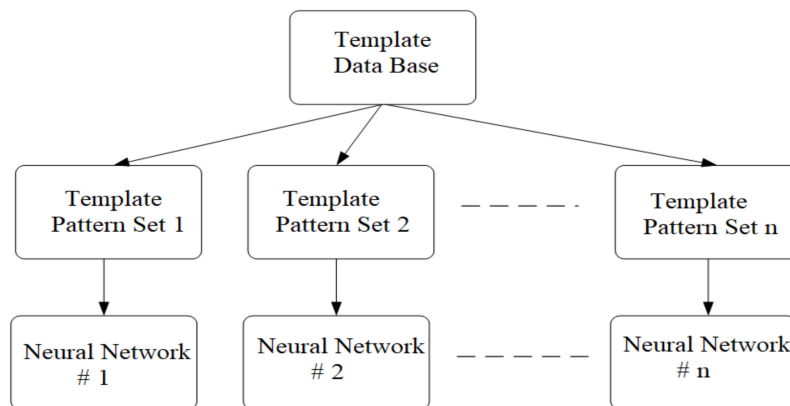 Template
Data Base
Template
Pattern Set 1
Template
Pattern Set 2
Template
Pattern Set n
Neural Network
# 1
Neural Network
# 2
Neural Network
# n